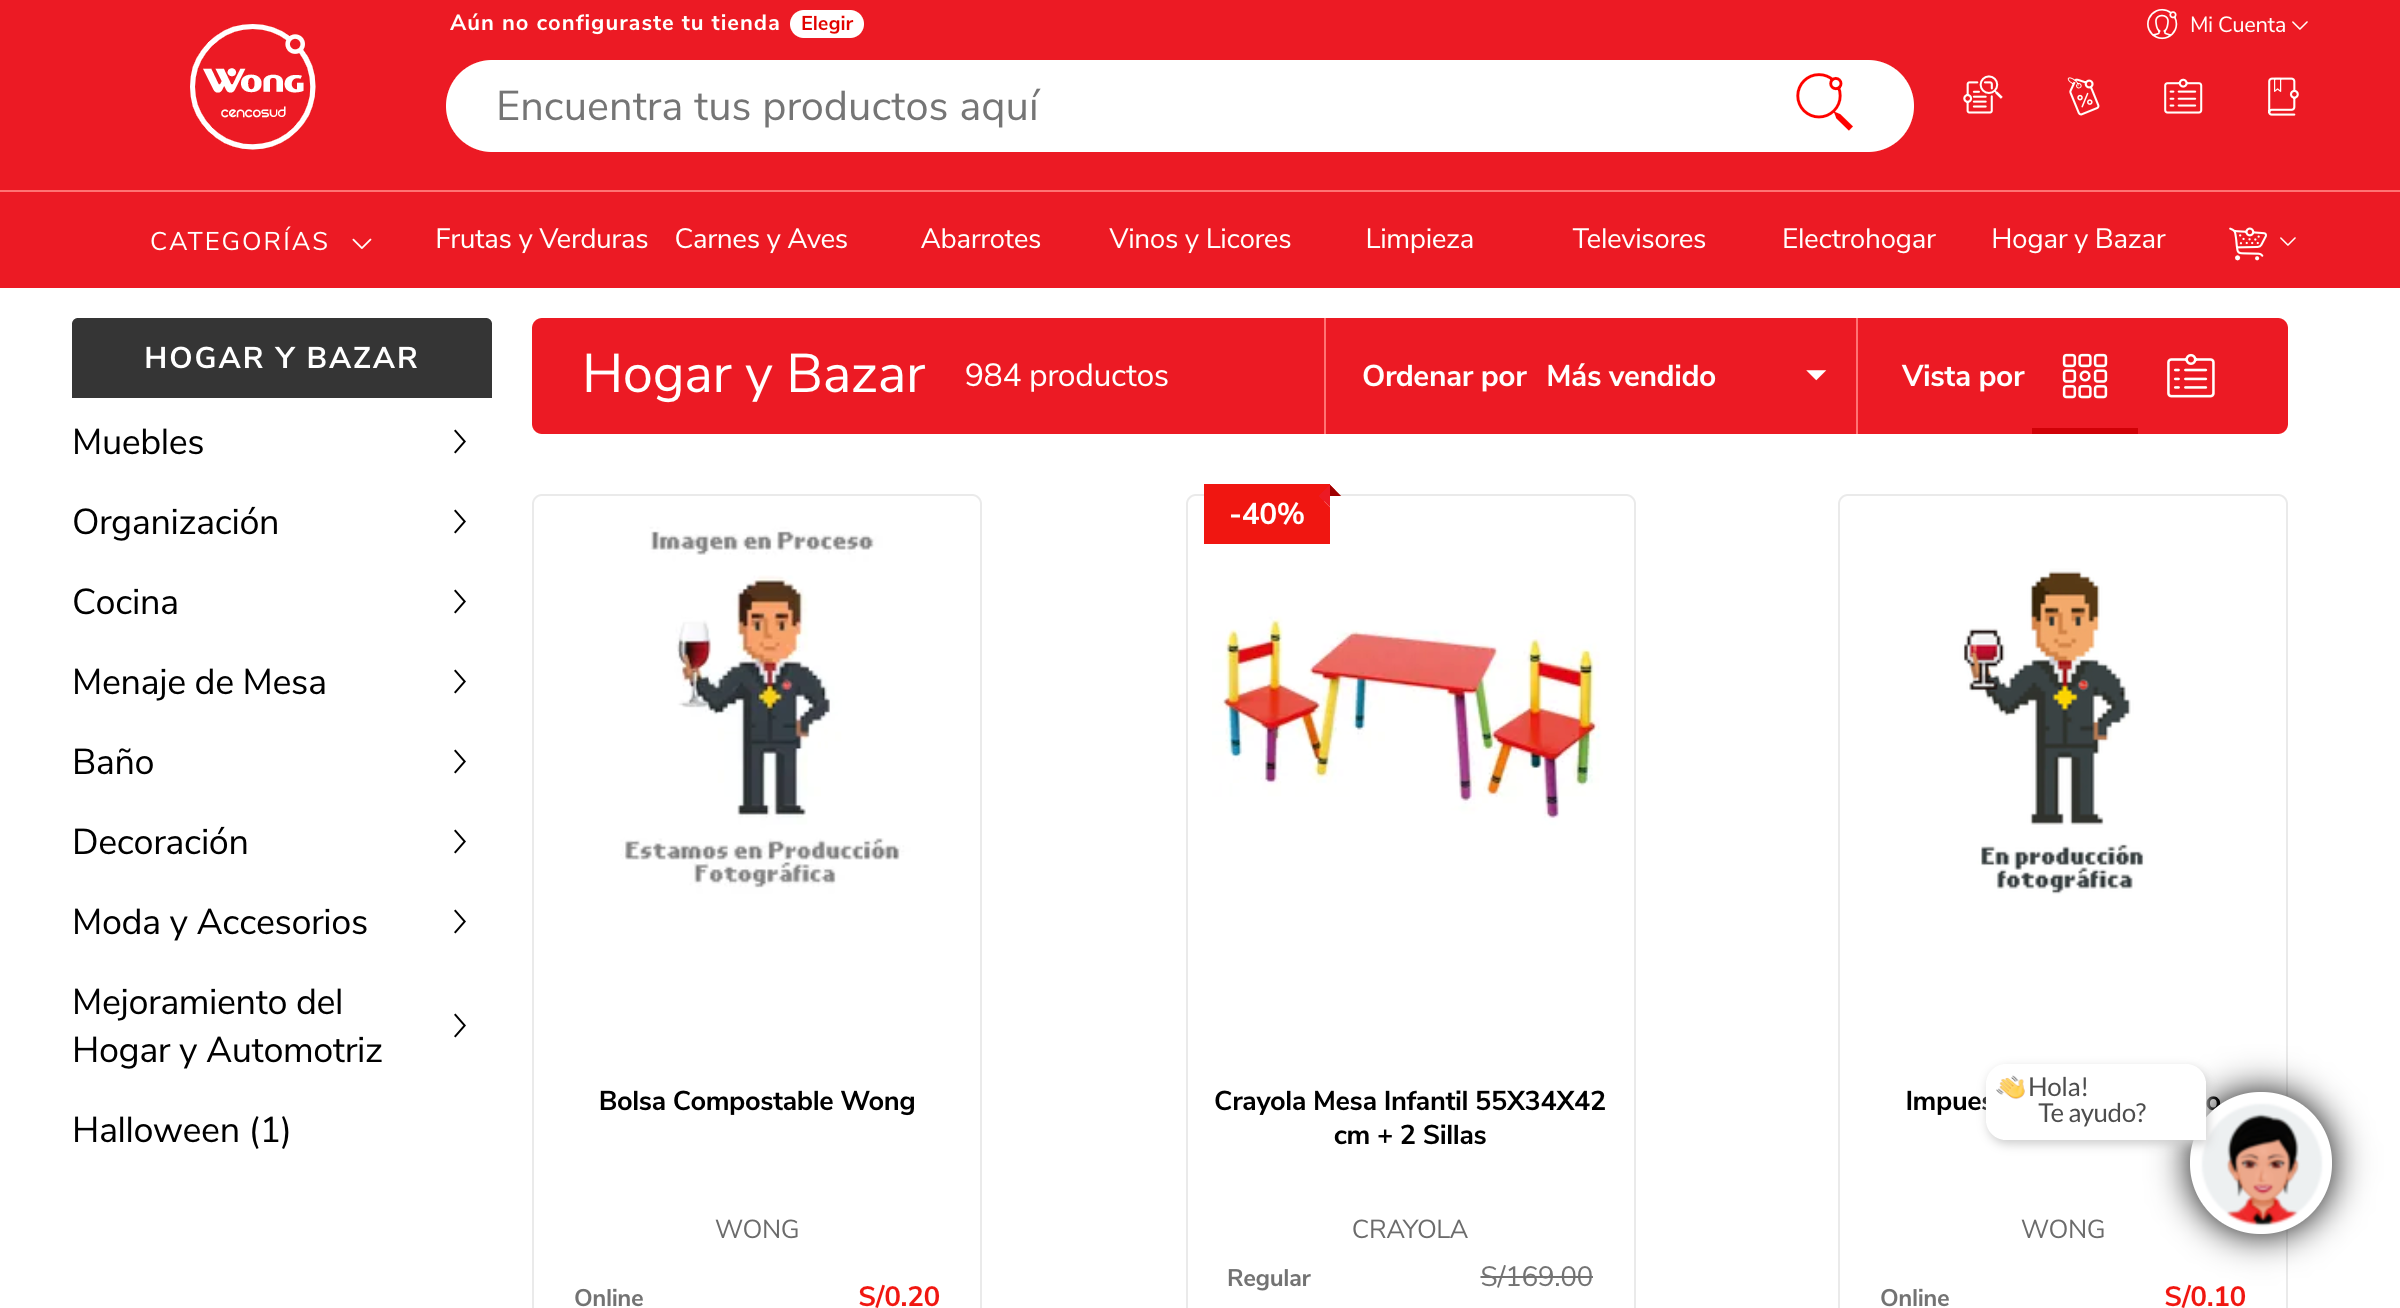 Aún no configuraste tu tienda Elegir
Mi Cuenta
Wong
cencosud
Encuentra tus productos aquí
CATEGORÍAS
Frutas y Verduras
Carnes y Aves
Abarrotes
Vinos y Licores
Limpieza
Televisores
Electrohogar
Hogar y Bazar
HOGAR Y BAZAR
Muebles
Organización
Cocina
Menaje de Mesa
Baño
Decoración
Moda y Accesorios
Mejoramiento del
Hogar y Automotriz
Halloween (1)
Hogar y Bazar 984 productos
Ordenar por Más vendido
Vista por
Imagen en Proceso
Estamos en Producción
Fotográfica
Bolsa Compostable Wong
WONG
Online S/0.20
-40%
Crayola Mesa Infantil 55X34X42
cm + 2 Sillas
CRAYOLA
Regular S/169.00
En producción
fotográfica
WONG
Online S/0.10
Hola!
Te ayudo?